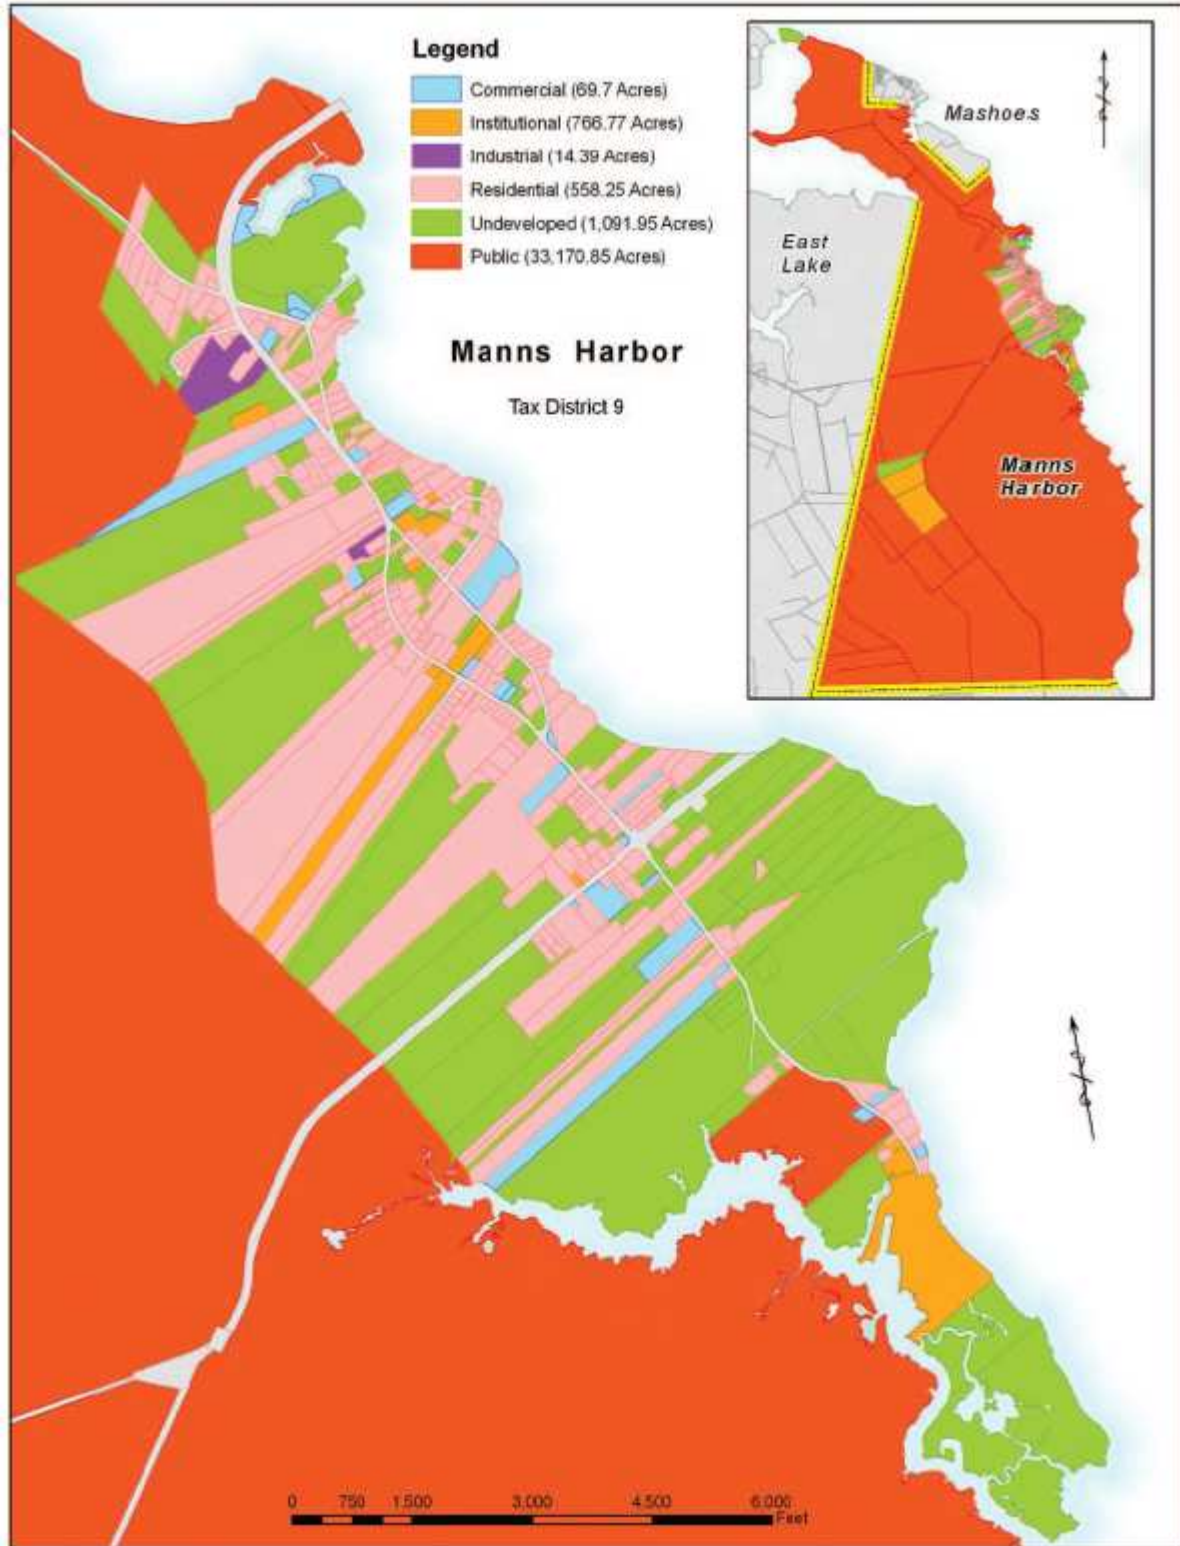 Legend
Commercial (69.7 Acres)
Institutional (766.77 Acres)
Industrial (14.39 Acres)
Residential (558.25 Acres)
Undeveloped (1,091.95 Acres)
Public (33,170.85 Acres)
Manns Harbor
Tax District 9
Mashoes
East
Lake
Manns
Harbor
0 750 1,500 3,000 4,500 6,000
Feet